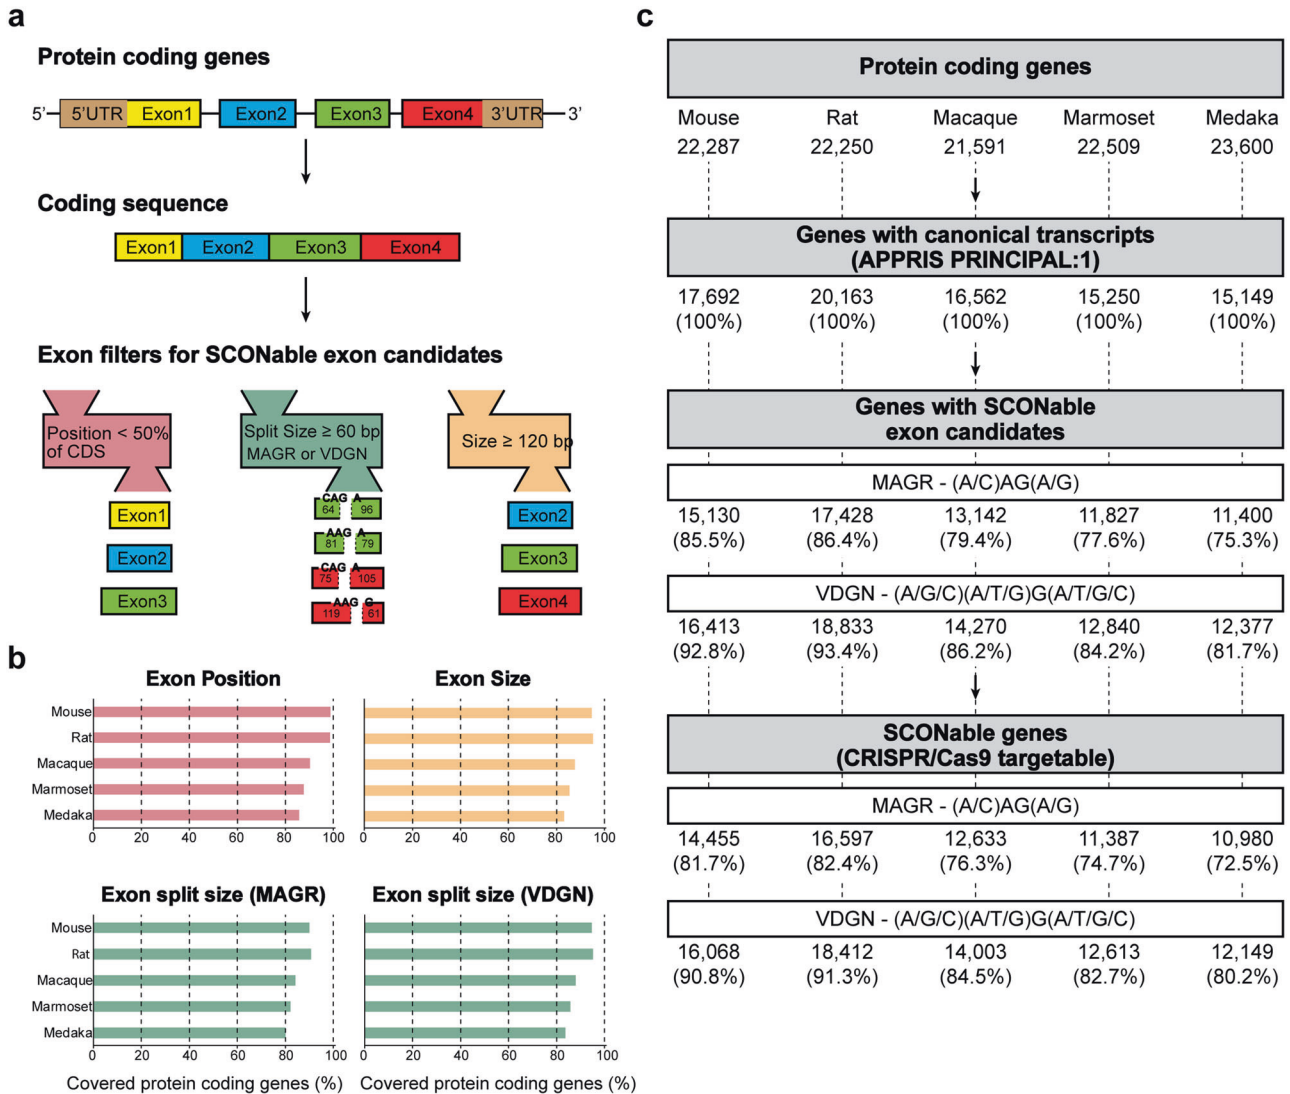 a
Protein coding genes
5' 5'UTR Exon1 Exon2 Exon3 Exon4 3'UTR 3'
Coding sequence
Exon1 Exon2 Exon3 Exon4
Exon filters for SCONable exon candidates
Position < 50%
of CDS
Exon1
Exon2
Exon3
Split Size ≥ 60 bp
MAGR or VDGN
CAG A
64 96
AAG A
81 79
CAG A
75 105
AAG G
119 61
Size ≥ 120 bp
Exon2
Exon3
Exon4
b
Exon Position
Mouse
Rat
Macaque
Marmoset
Medaka
0 20 40 60 80 100
Exon Size
0 20 40 60 80 100
Exon split size (MAGR)
Mouse
Rat
Macaque
Marmoset
Medaka
0 20 40 60 80 100
Covered protein coding genes (%)
Exon split size (VDGN)
0 20 40 60 80 100
Covered protein coding genes (%)
c
Protein coding genes
Mouse Rat Macaque Marmoset Medaka
22,287 22,250 21,591 22,509 23,600
Genes with canonical transcripts
(APPRIS PRINCIPAL:1)
17,692 20,163 16,562 15,250 15,149
(100%) (100%) (100%) (100%) (100%)
Genes with SCONable
exon candidates
MAGR - (A/C)AG(A/G)
15,130 17,428 13,142 11,827 11,400
(85.5%) (86.4%) (79.4%) (77.6%) (75.3%)
VDGN - (A/G/C)(A/T/G)G(A/T/G/C)
16,413 18,833 14,270 12,840 12,377
(92.8%) (93.4%) (86.2%) (84.2%) (81.7%)
SCONable genes
(CRISPR/Cas9 targetable)
MAGR - (A/C)AG(A/G)
14,455 16,597 12,633 11,387 10,980
(81.7%) (82.4%) (76.3%) (74.7%) (72.5%)
VDGN - (A/G/C)(A/T/G)G(A/T/G/C)
16,068 18,412 14,003 12,613 12,149
(90.8%) (91.3%) (84.5%) (82.7%) (80.2%)